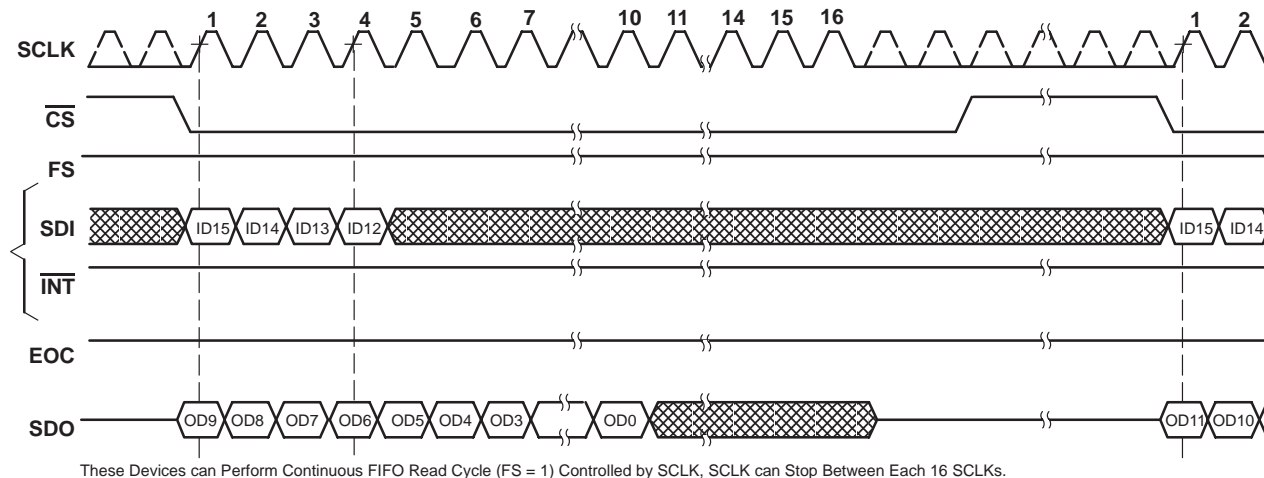 1 2 3 4 5 6 7 10 11 14 15 16 1 2
SCLK
CS
FS
SDI ID15 ID14 ID13 ID12 ID15 ID14
INT
EOC
SDO OD9 OD8 OD7 OD6 OD5 OD4 OD3 OD0 OD11 OD10
These Devices can Perform Continuous FIFO Read Cycle (FS = 1) Controlled by SCLK, SCLK can Stop Between Each 16 SCLKs.